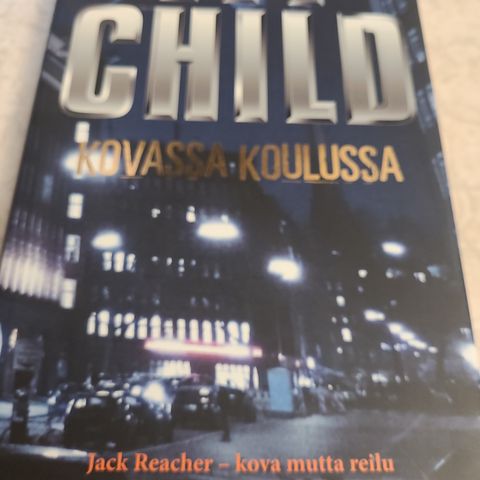 CHILD
KOVASSA KOULUSSA
Jack Reacher – kova mutta reilu